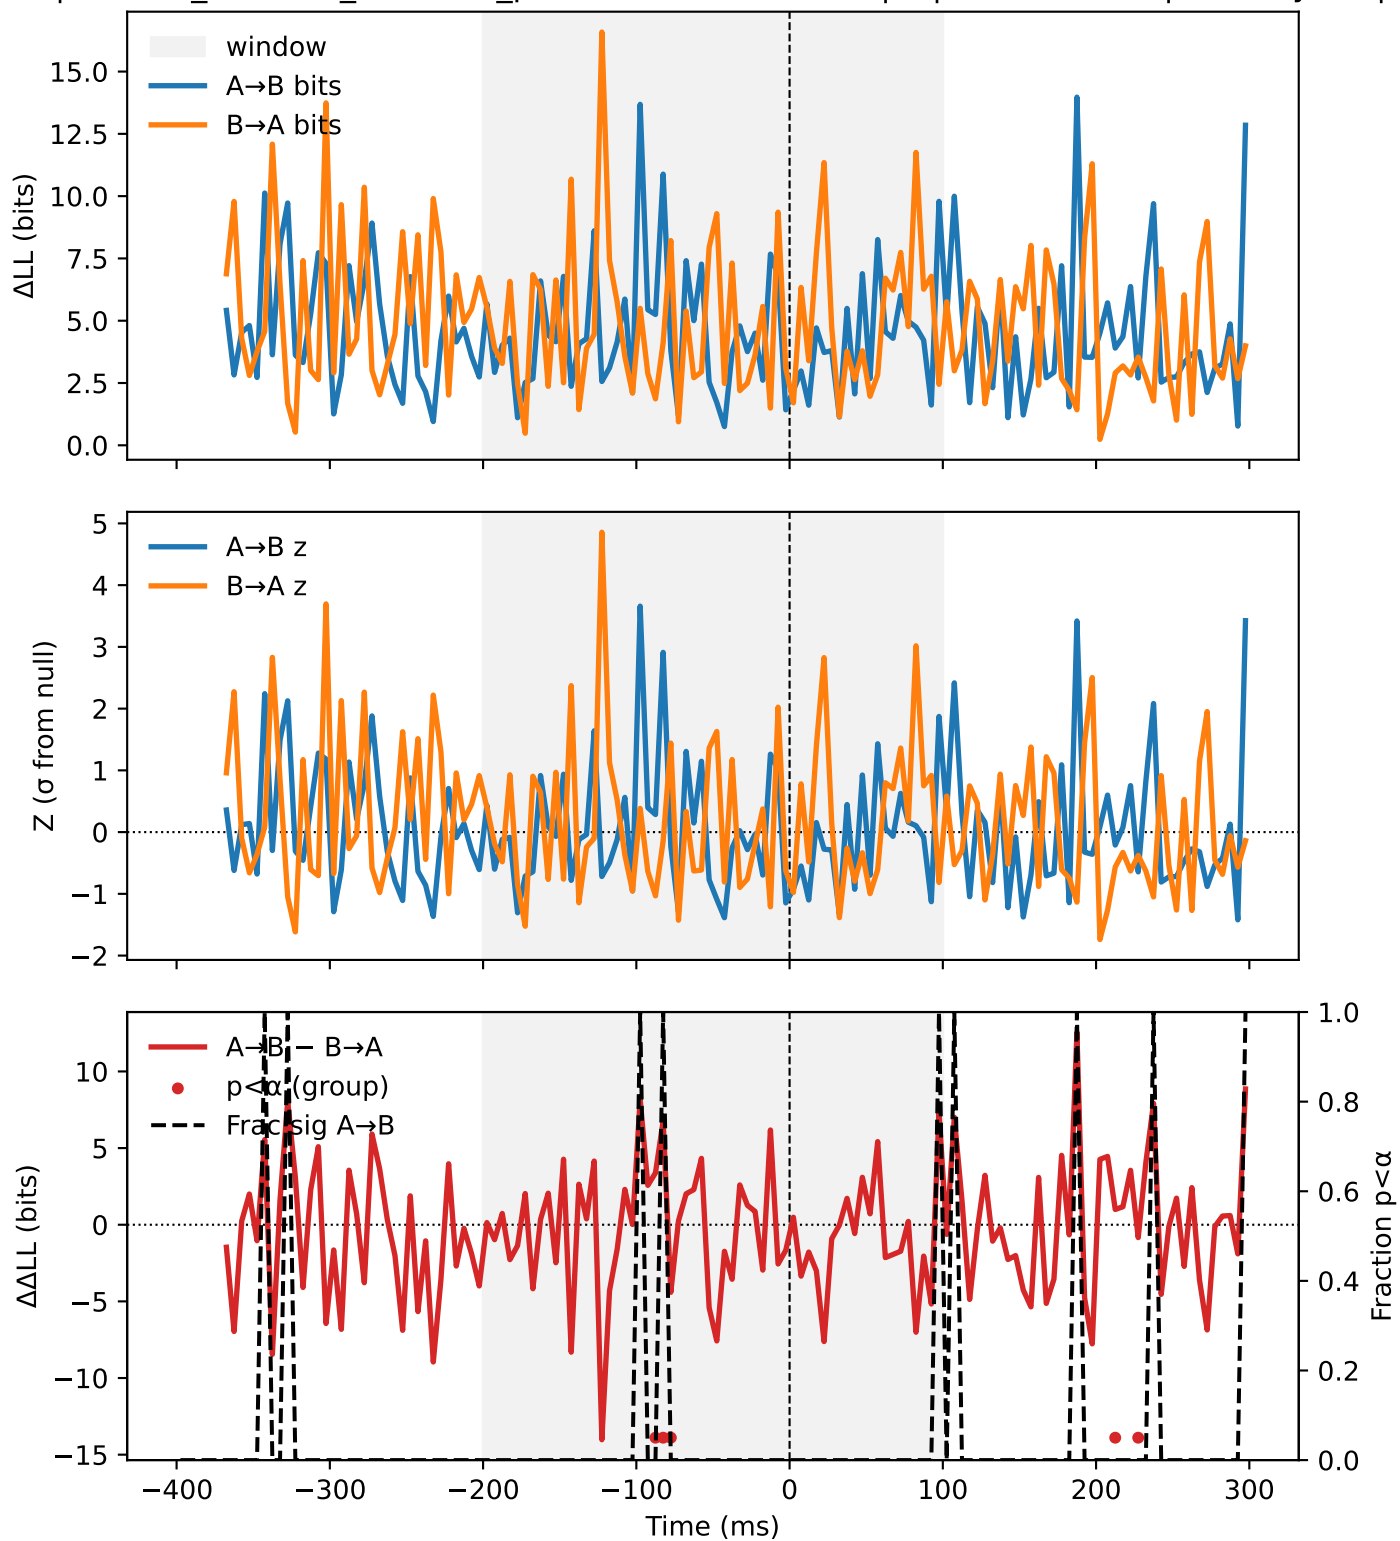 window
A→B bits
B→A bits
ΔLL (bits)
15.0
12.5
10.0
7.5
5.0
2.5
0.0
A→B z
B→A z
Z (σ from null)
5
4
3
2
1
0
−1
−2
A→B − B→A
p<α (group)
Frac sig A→B
ΔΔLL (bits)
10
5
0
−5
−10
−15
1.0
0.8
0.6
0.4
0.2
0.0
Fraction p<α
−400
−300
−200
−100
0
100
200
300
Time (ms)